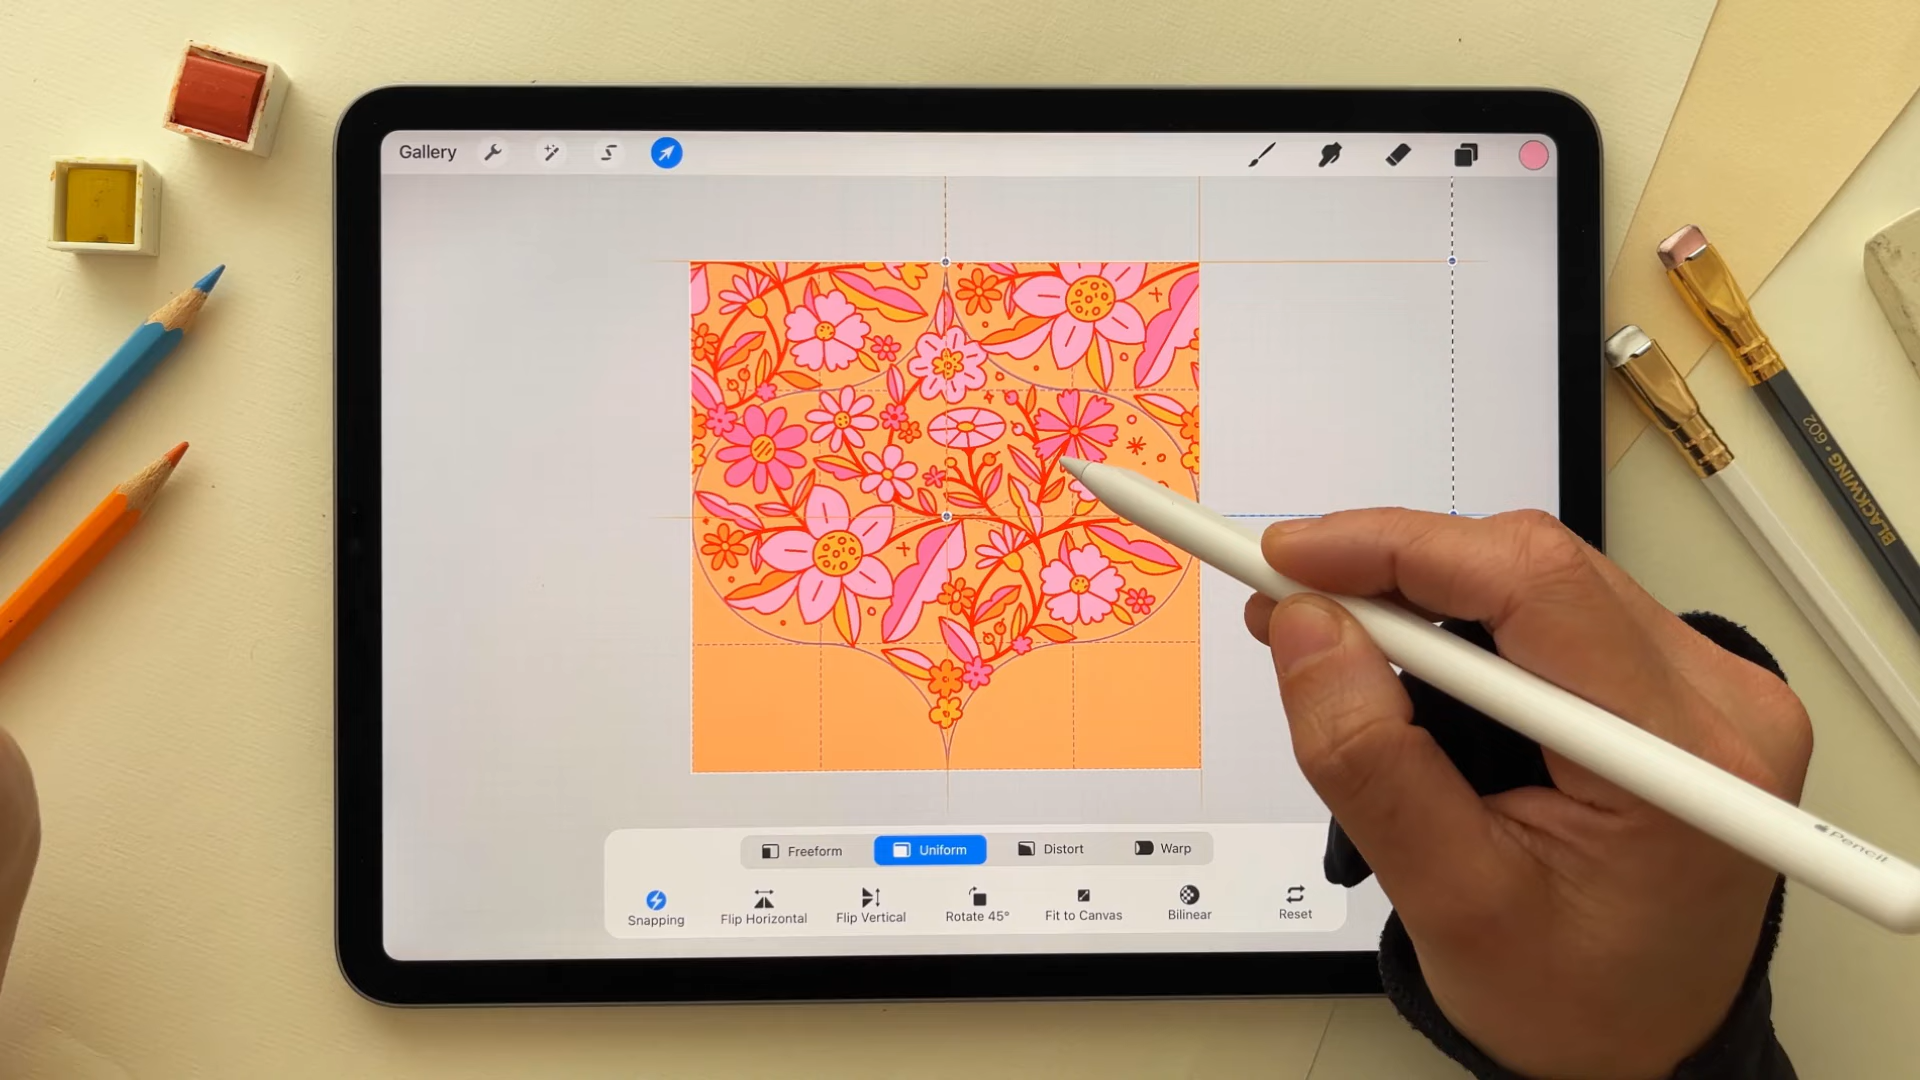 Gallery
Freeform Uniform Distort Warp
Snapping Flip Horizontal Flip Vertical Rotate 45° Fit to Canvas Bilinear Reset
Pencil
BLACKWING • 602